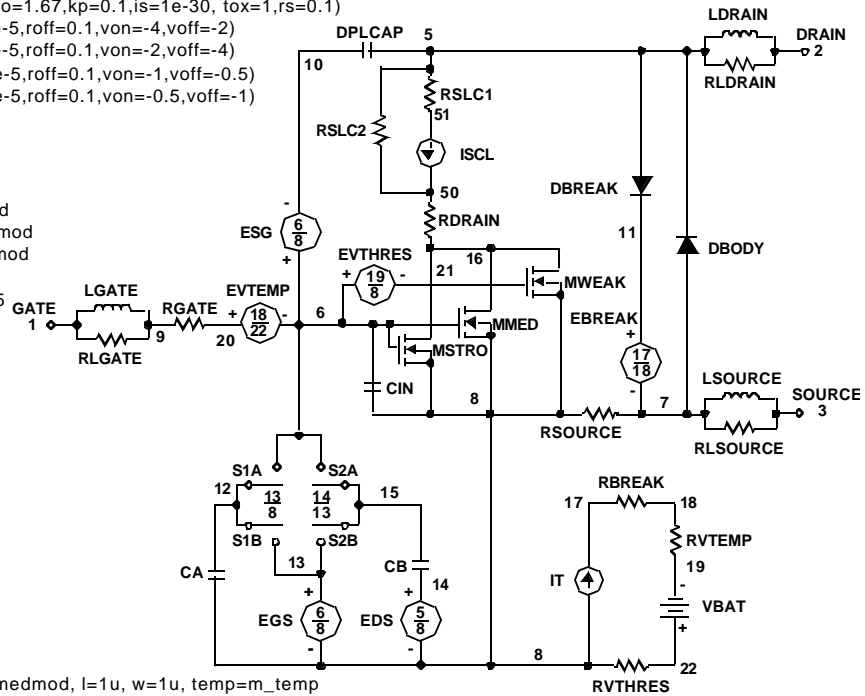 o=1.67,kp=0.1,is=1e-30, tox=1,rs=0.1)
e-5,roff=0.1,von=-4,voff=-2)
e-5,roff=0.1,von=-2,voff=-4)
e-5,roff=0.1,von=-1,voff=-0.5)
e-5,roff=0.1,von=-0.5,voff=-1)
d
mod
mod
5
LDRAIN
DPLCAP
5
DRAIN
2
10
RLDRAIN
RSLC1
51
RSLC2
ISCL
50
DBREAK
RDRAIN
ESG
6
8
-
+
11
DBODY
EVTHRES
16
21
+
19
8
-
MWEAK
LGATE
EVTEMP
GATE
1
RGATE
+
18
22
-
6
EBREAK
MMED
9
20
RLGATE
MSTRO
+
17
18
-
LSOURCE
CIN
8
7
SOURCE
3
RSOURCE
RLSOURCE
S1A
S2A
12
13
8
14
13
15
RBREAK
17
18
S1B
S2B
RVTEMP
13
CB
19
CA
14
IT
-
VBAT
+
+
EGS
6
8
-
+
EDS
5
8
-
8
22
RVTHRES
medmod, l=1u, w=1u, temp=m_temp